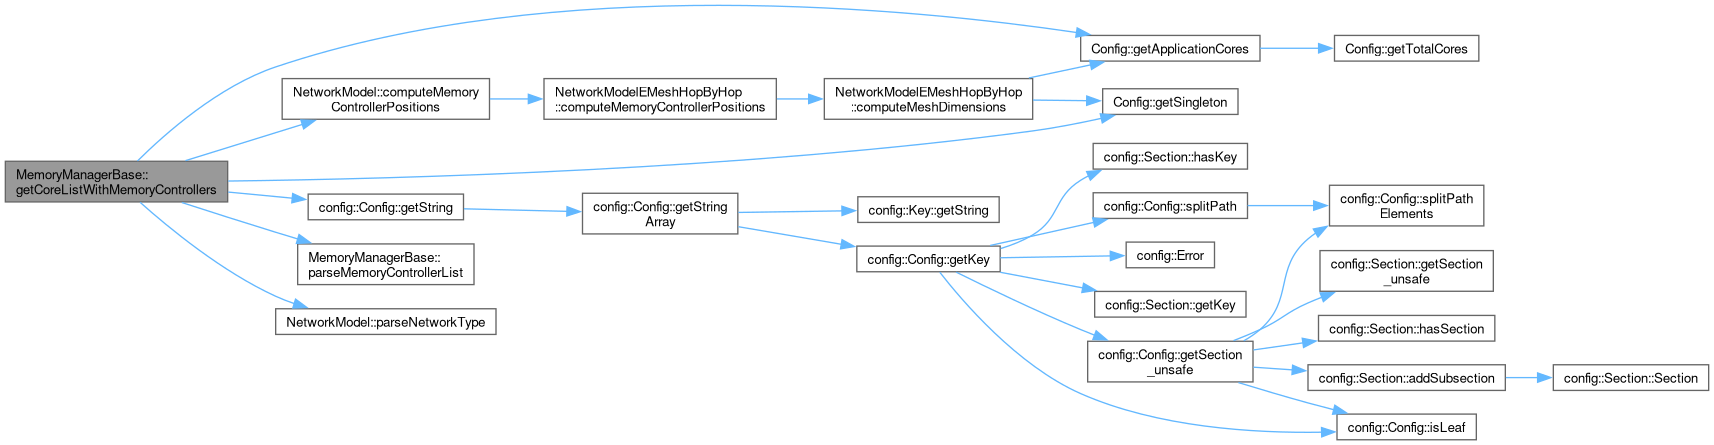 MemoryManagerBase::
getCoreListWithMemoryControllers
NetworkModel::computeMemory
ControllerPositions
config::Config::getString
MemoryManagerBase::
parseMemoryControllerList
NetworkModel::parseNetworkType
NetworkModelEMeshHopByHop
::computeMemoryControllerPositions
config::Config::getString
Array
NetworkModelEMeshHopByHop
::computeMeshDimensions
config::Key::getString
config::Config::getKey
Config::getApplicationCores
Config::getSingleton
config::Section::hasKey
config::Config::splitPath
config::Error
config::Section::getKey
config::Config::getSection
_unsafe
Config::getTotalCores
config::Config::splitPath
Elements
config::Section::getSection
_unsafe
config::Section::hasSection
config::Section::addSubsection
config::Config::isLeaf
config::Section::Section